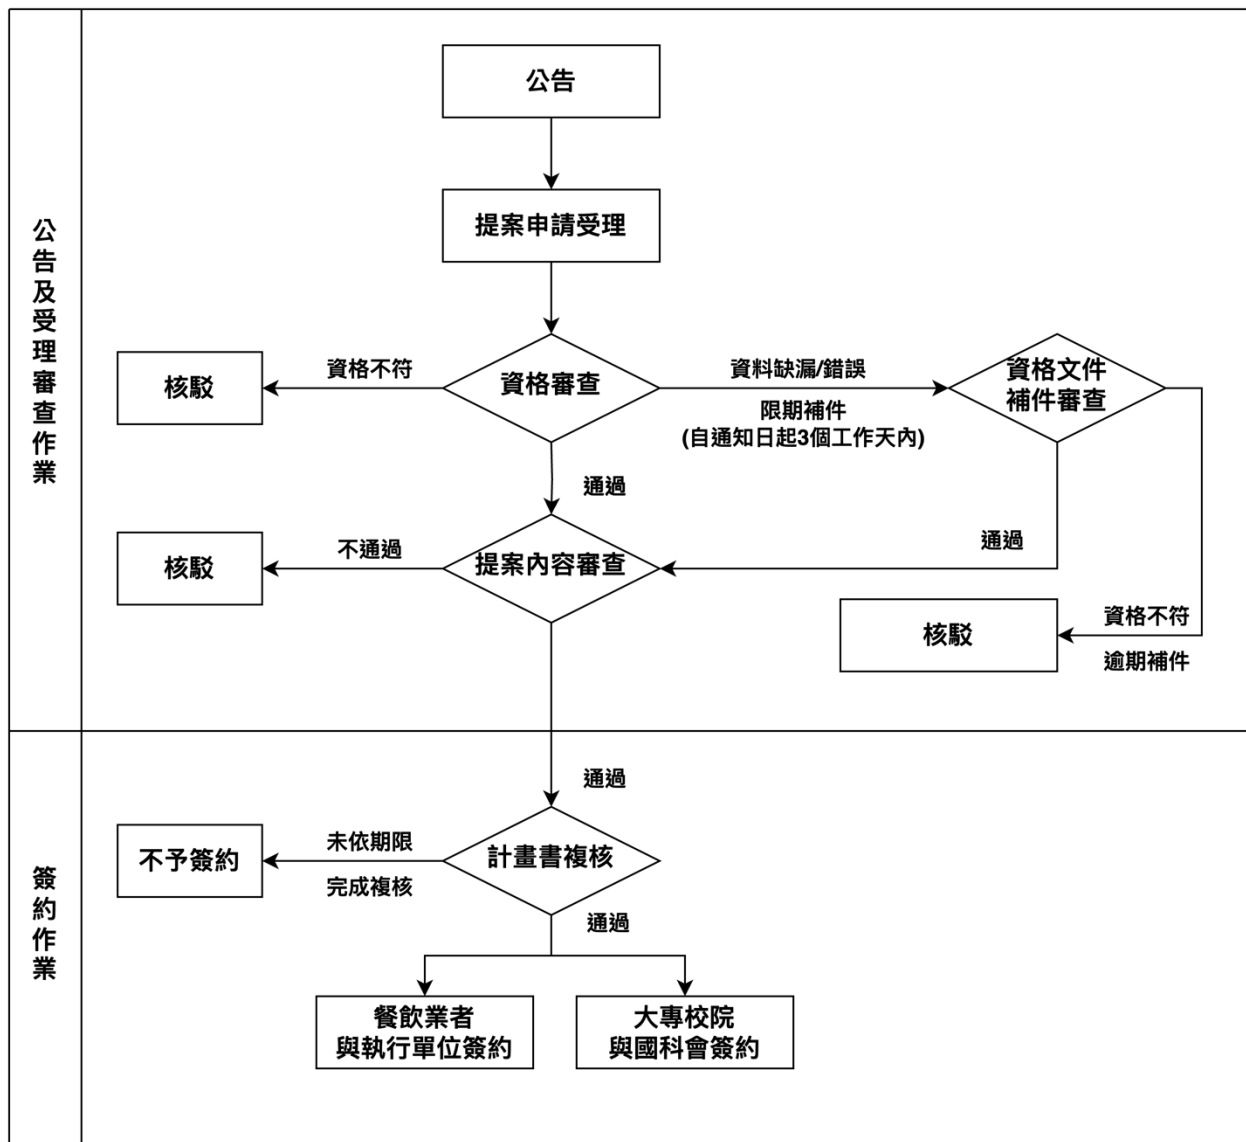 公告及受理審查作業
公告
提案申請受理
資格審查
資格不符
核駁
資料缺漏/錯誤
限期補件
(自通知日起3個工作天內)
資格文件
補件審查
通過
通過
提案內容審查
不通過
核駁
資格不符
逾期補件
核駁
簽約作業
通過
計畫書複核
未依期限
完成複核
不予簽約
通過
餐飲業者
與執行單位簽約
大專校院
與國科會簽約